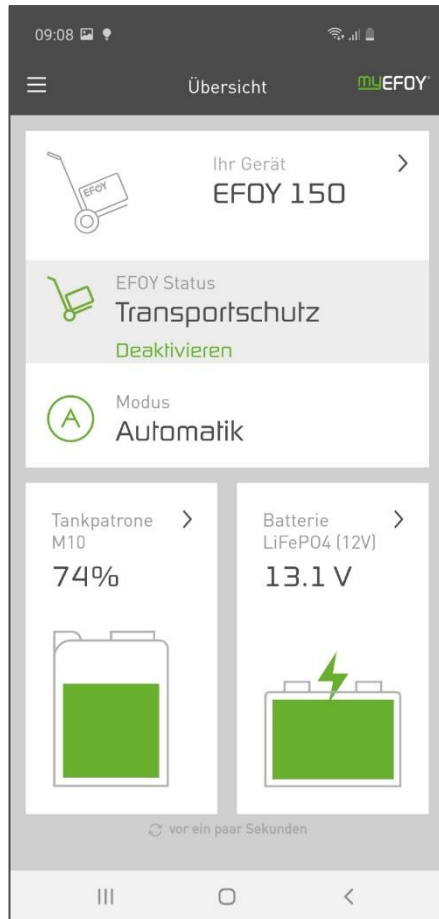 09:08
Übersicht
myEFOY
Ihr Gerät
EFOY 150
EFOY
EFOY Status
Transportschutz
Deaktivieren
A
Modus
Automatik
Tankpatrone
M10
74%
Batterie
LiFePO4 (12V)
13.1 V
vor ein paar Sekunden